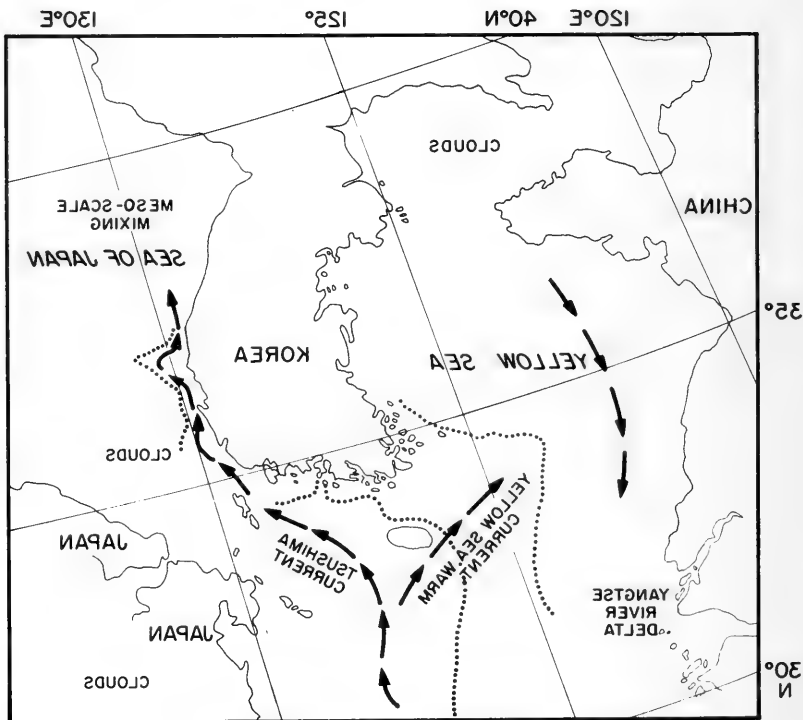 130°E
125°
40°N
120°E
CLOUDS
CHINA
MESO-SCALE
MIXING
SEA OF JAPAN
35°
KOREA
YELLOW SEA
CLOUDS
YELLOW SEA WARM
CURRENT
TSUSHIMA
CURRENT
JAPAN
YANGTSE
RIVER
DELTA
JAPAN
30°
N
CLOUDS